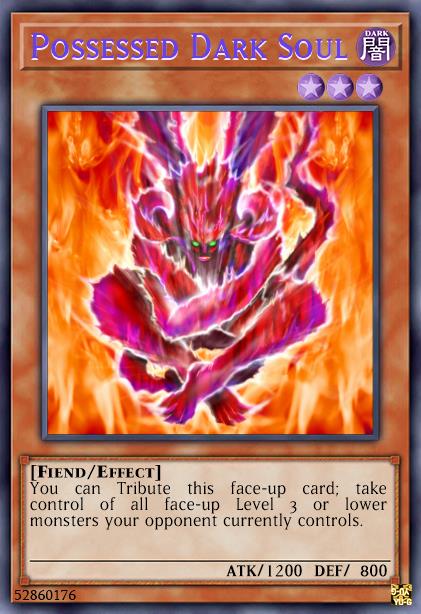 Possessed Dark Soul
DARK
闇
[Fiend/Effect]
You can Tribute this face-up card; take
control of all face-up Level 3 or lower
monsters your opponent currently controls.
ATK/1200 DEF/ 800
52860176